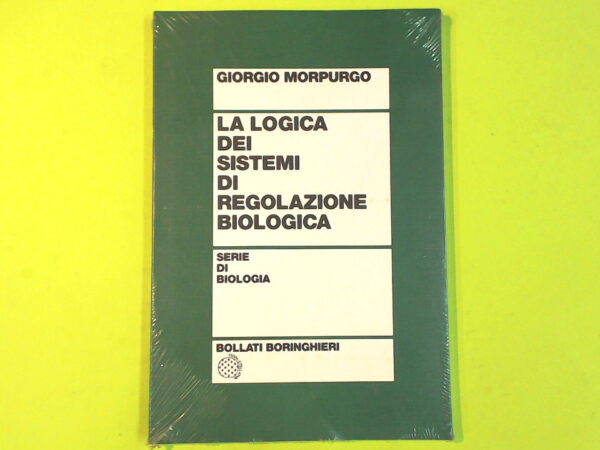 GIORGIO MORPURGO
LA LOGICA
DEI
SISTEMI
DI
REGOLAZIONE
BIOLOGICA
SERIE
DI
BIOLOGIA
BOLLATI BORINGHIERI